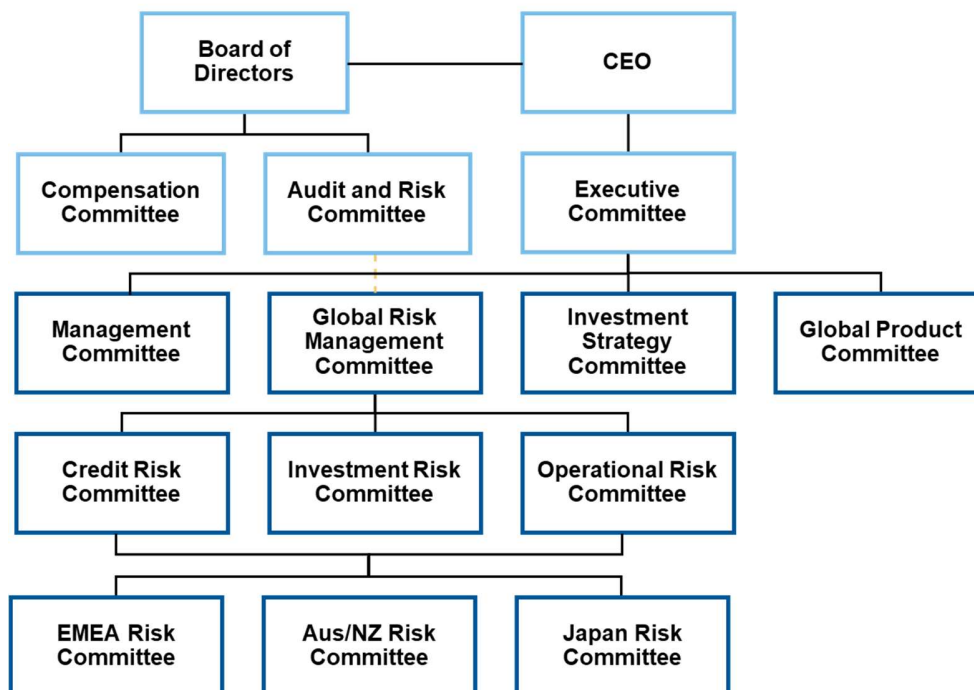 Board of
Directors
CEO
Compensation
Committee
Audit and Risk
Committee
Executive
Committee
Management
Committee
Global Risk
Management
Committee
Investment
Strategy
Committee
Global Product
Committee
Credit Risk
Committee
Investment Risk
Committee
Operational Risk
Committee
EMEA Risk
Committee
Aus/NZ Risk
Committee
Japan Risk
Committee